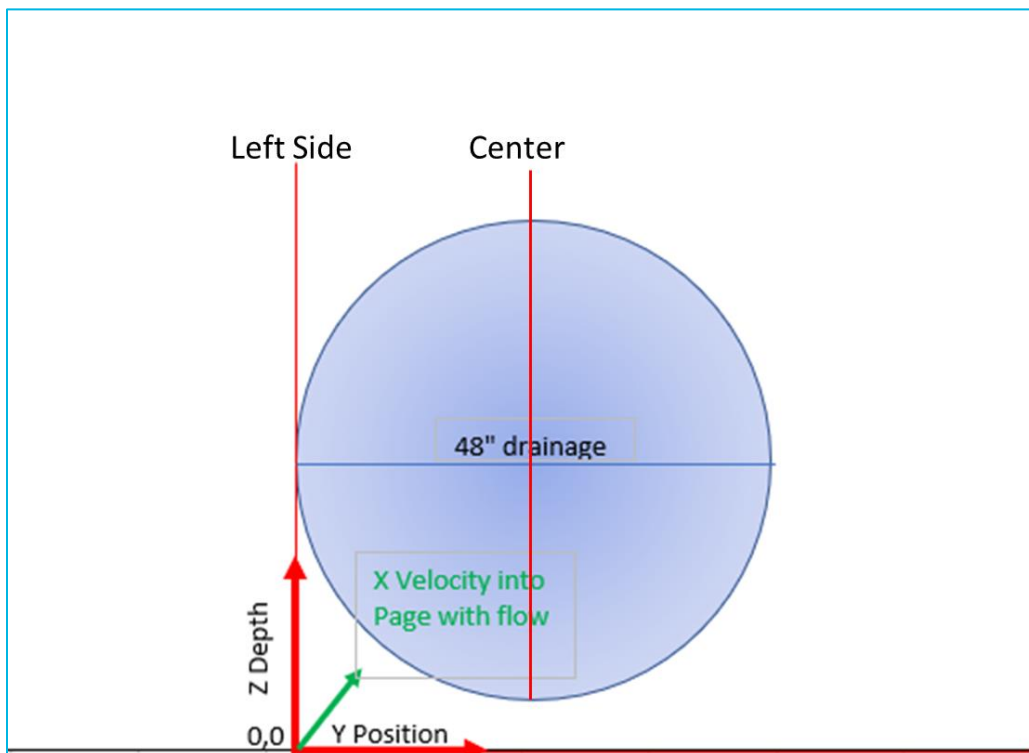 Left Side
Center
48" drainage
X Velocity into
Page with flow
Z Depth
0,0
Y Position